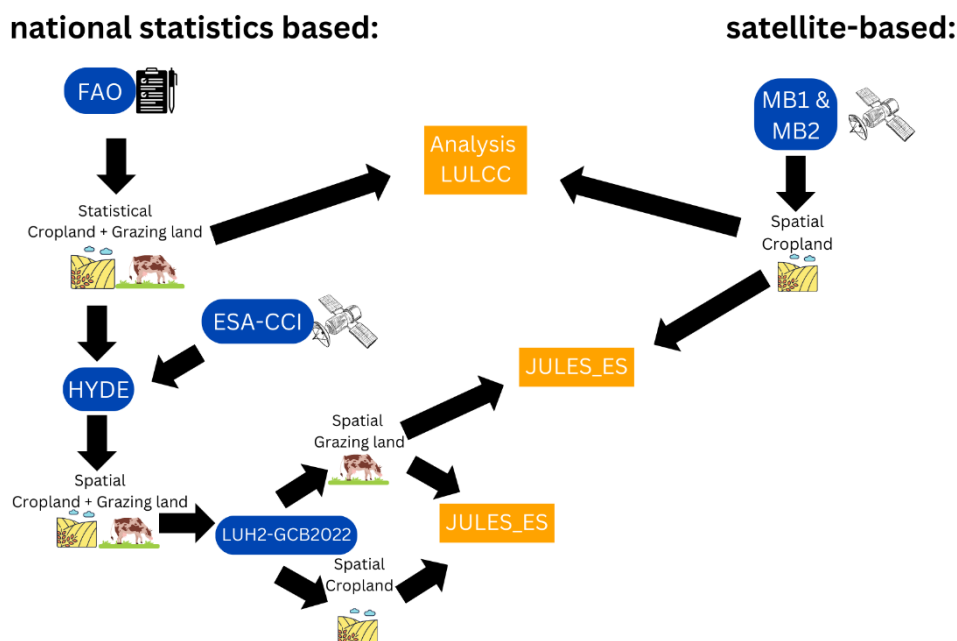 national statistics based:
satellite-based:
FAO
MB1 &
MB2
Analysis
LULCC
Statistical
Cropland + Grazing land
Spatial
Cropland
ESA-CCI
HYDE
JULES_ES
Spatial
Grazing land
Spatial
Cropland + Grazing land
LUH2-GCB2022
JULES_ES
Spatial
Cropland